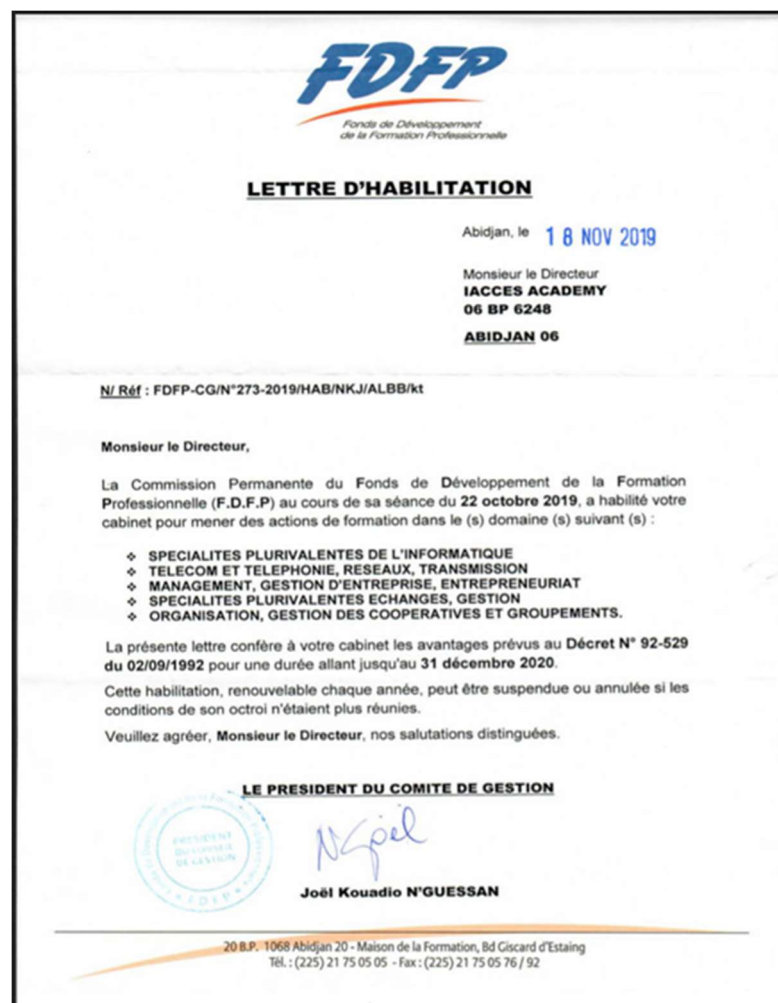 FDFP
Fonds de Développement
de la Formation Professionnelle
LETTRE D'HABILITATION
Abidjan, le 18 NOV 2019
Monsieur le Directeur
IACCES ACADEMY
06 BP 6248
ABIDJAN 06
N/ Réf : FDFP-CG/N°273-2019/HAB/NKJ/ALBB/kt
Monsieur le Directeur,
La Commission Permanente du Fonds de Développement de la Formation
Professionnelle (F.D.F.P) au cours de sa séance du 22 octobre 2019, a habilité votre
cabinet pour mener des actions de formation dans le (s) domaine (s) suivant (s) :
❖ SPECIALITES PLURIVALENTES DE L'INFORMATIQUE
❖ TELECOM ET TELEPHONIE, RESEAUX, TRANSMISSION
❖ MANAGEMENT, GESTION D'ENTREPRISE, ENTREPRENEURIAT
❖ SPECIALITES PLURIVALENTES ECHANGES, GESTION
❖ ORGANISATION, GESTION DES COOPERATIVES ET GROUPEMENTS.
La présente lettre confère à votre cabinet les avantages prévus au Décret N° 92-529
du 02/09/1992 pour une durée allant jusqu'au 31 décembre 2020.
Cette habilitation, renouvelable chaque année, peut être suspendue ou annulée si les
conditions de son octroi n'étaient plus réunies.
Veuillez agréer, Monsieur le Directeur, nos salutations distinguées.
LE PRESIDENT DU COMITE DE GESTION
PRESIDENT
DE GESTION
Joël Kouadio N'GUESSAN
20 B.P. 1068 Abidjan 20 - Maison de la Formation, Bd Giscard d'Estaing
Tél. : (225) 21 75 05 05 - Fax : (225) 21 75 05 76 / 92